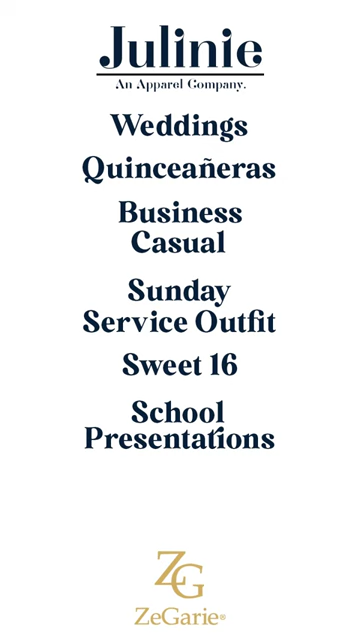 Julinie
An Apparel Company.
Weddings
Quinceañeras
Business
Casual
Sunday
Service Outfit
Sweet 16
School
Presentations
ZG
ZeGarie®